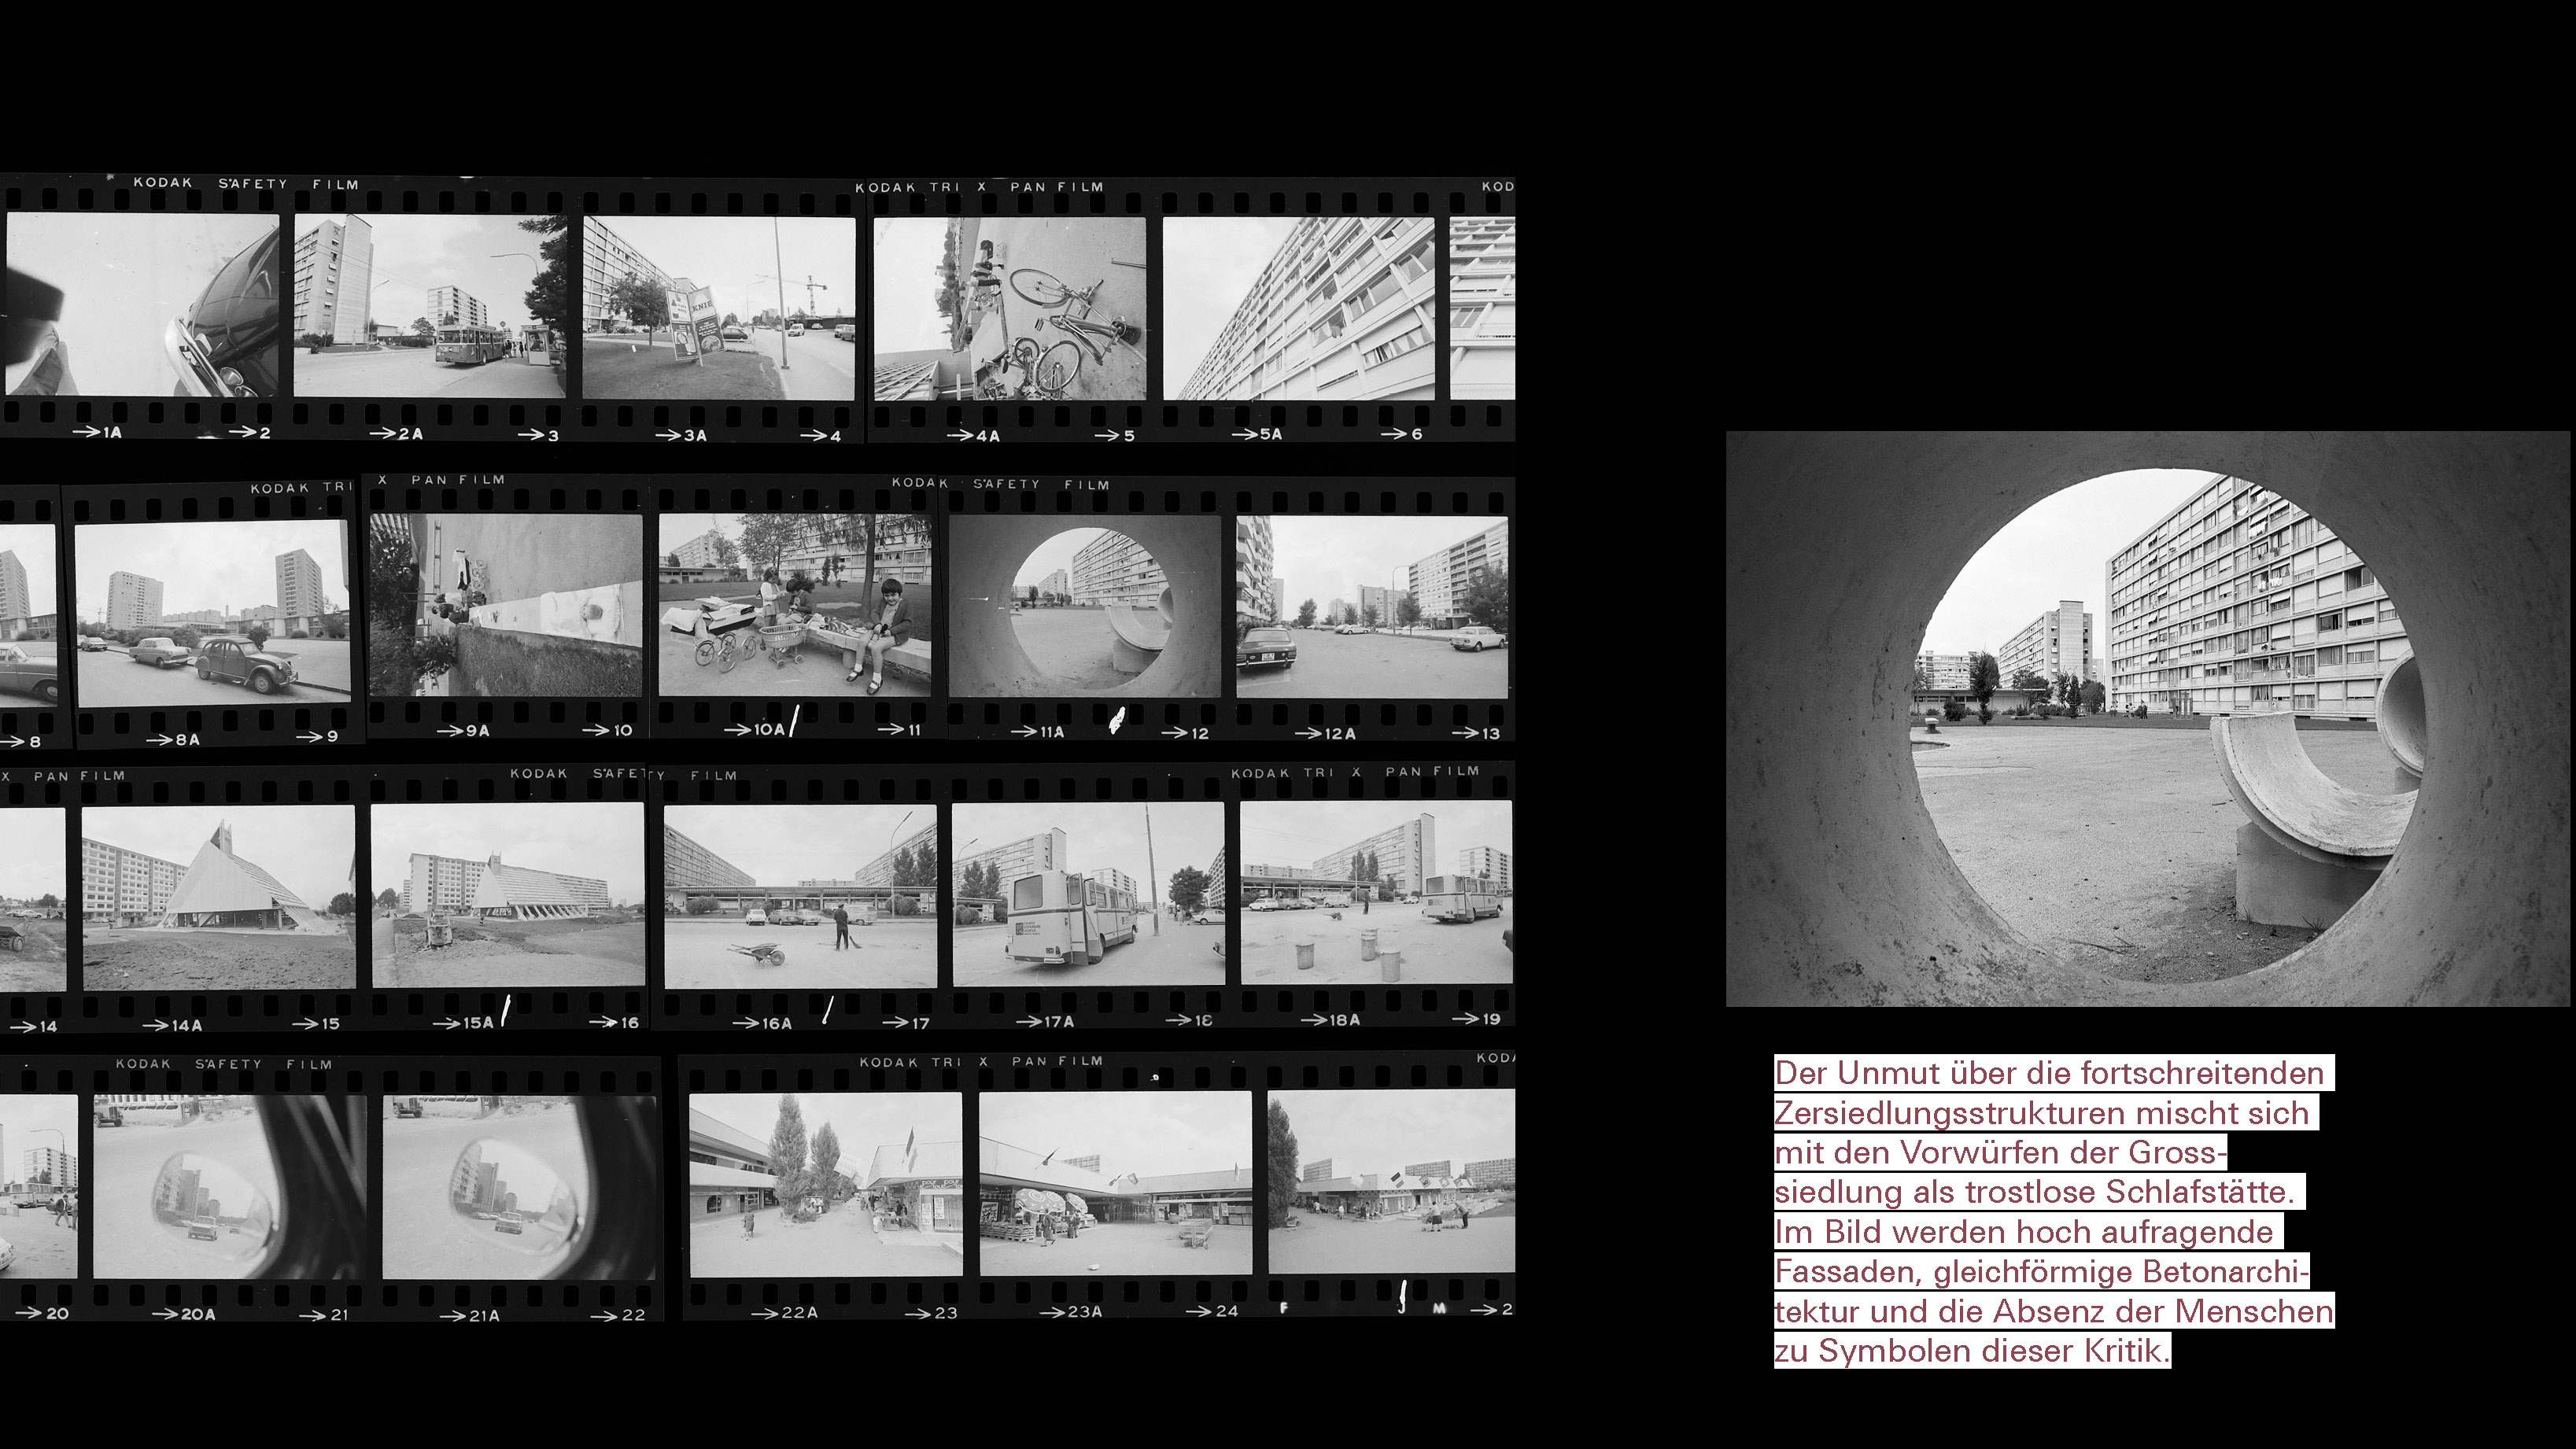 KODAK SAFETY FILM
KODAK TRI X PAN FILM
KOD
KNIE
→1A →2 →2A →3 →3A →4 →4A →5 →5A →6
KODAK TRI X PAN FILM
KODAK SAFETY FILM
→8 →8A →9 →9A →10 →10A →11 →11A →12 →12A →13
X PAN FILM
KODAK SAFETY FILM
KODAK TRI X PAN FILM
→14 →14A →15 →15A →16 →16A →17 →17A →18 →18A →19
KODAK SAFETY FILM
KODAK TRI X PAN FILM
KODA
→20 →20A →21 →21A →22 →22A →23 →23A →24 F J M →2
Der Unmut über die fortschreitenden
Zersiedlungsstrukturen mischt sich
mit den Vorwürfen der Gross-
siedlung als trostlose Schlafstätte.
Im Bild werden hoch aufragende
Fassaden, gleichförmige Betonarchi-
tektur und die Absenz der Menschen
zu Symbolen dieser Kritik.